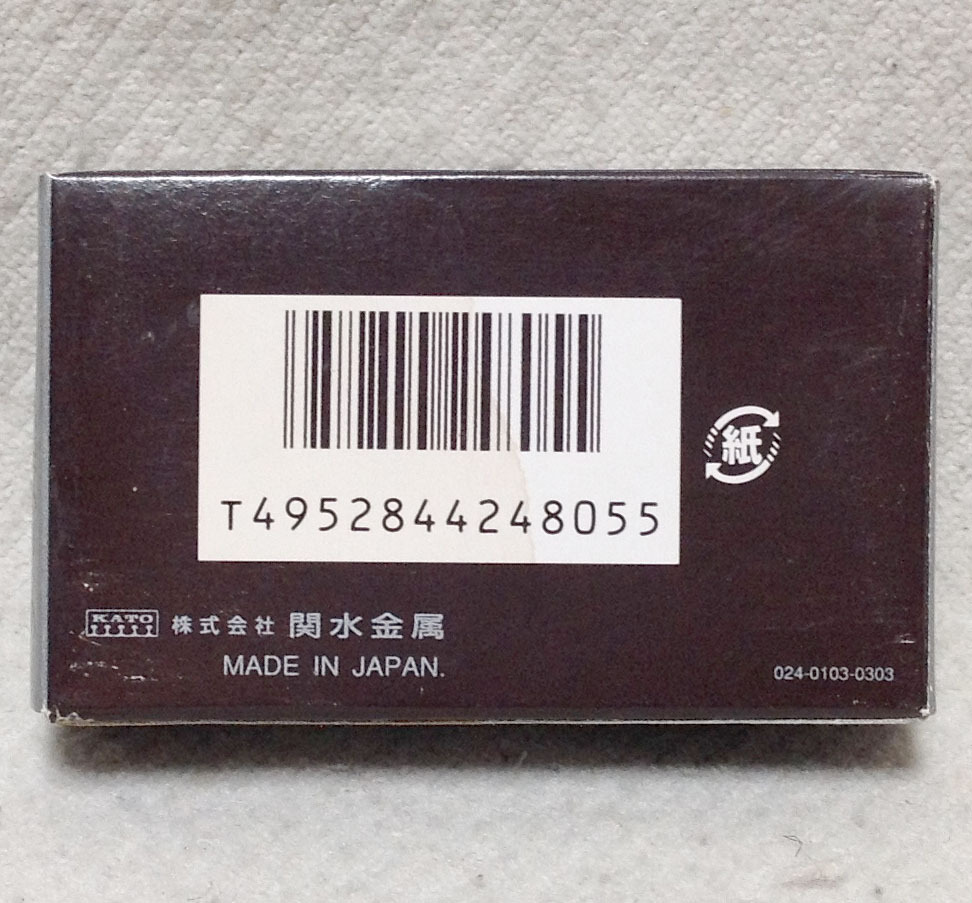 T4952844248055
紙
KATO 株式会社 関水金属
MADE IN JAPAN.
024-0103-0303